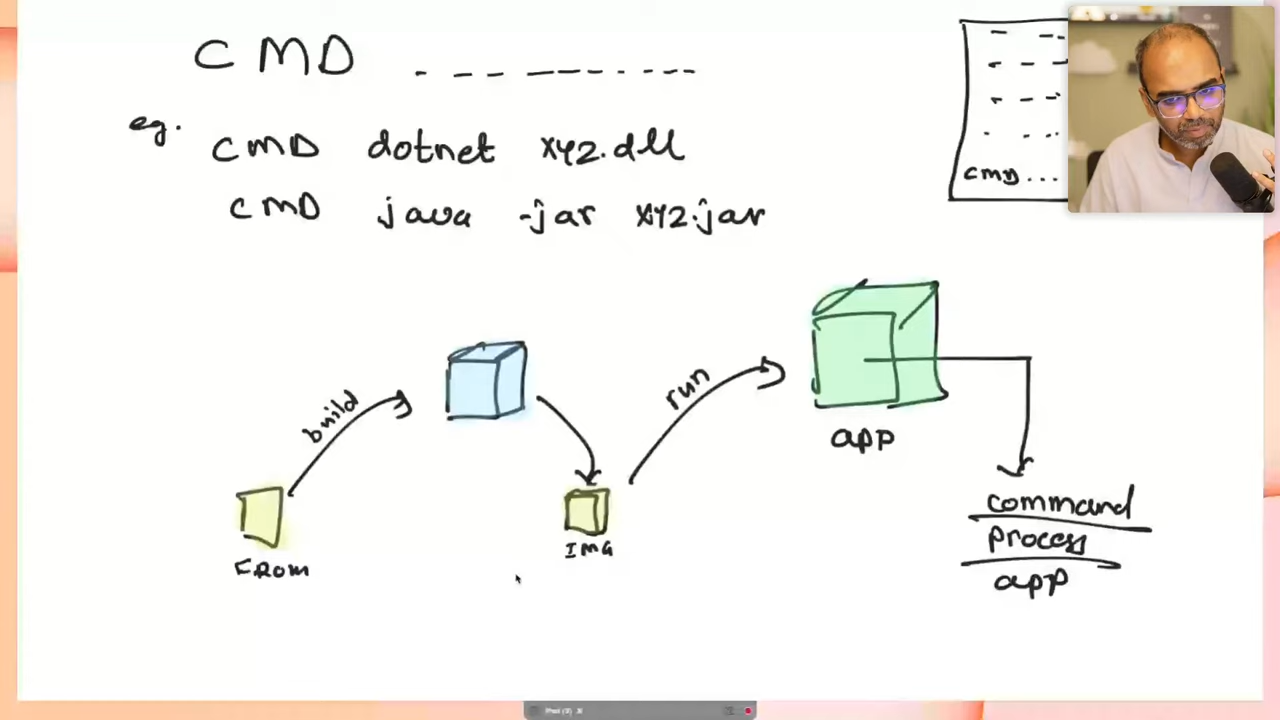 CMD
eg.
CMD dotnet xyz.dll
CMD java -jar xyz.jar
CMD...
build
run
app
FROM
IMG
command
process
app